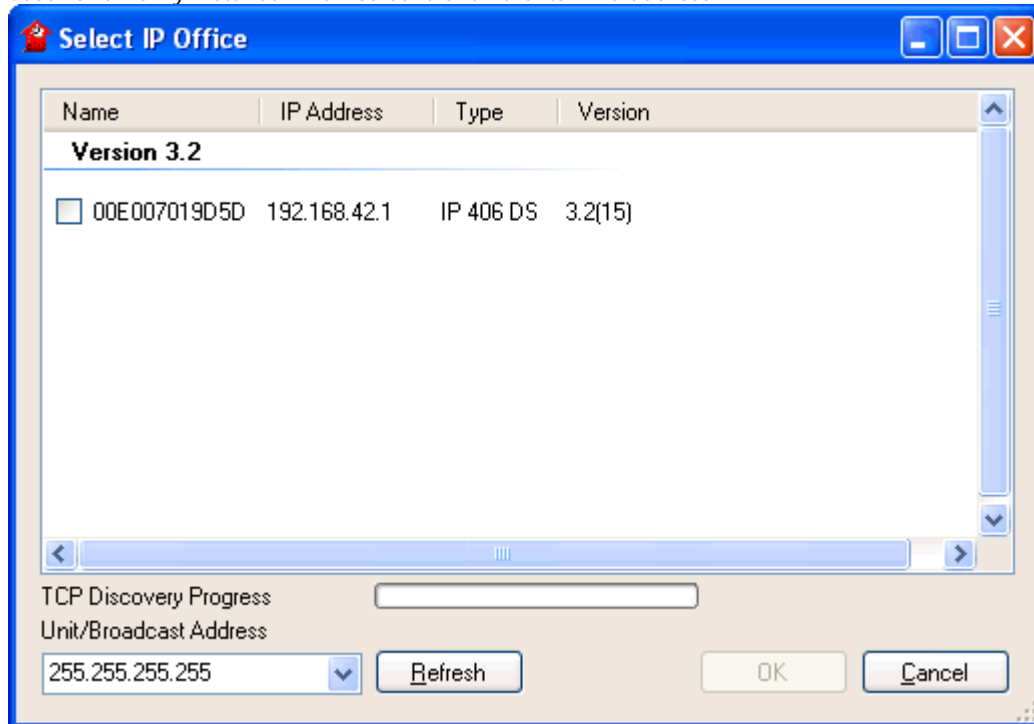 Select IP Office
Name IP Address Type Version
Version 3.2
00E007019D5D 192.168.42.1 IP 406 DS 3.2(15)
TCP Discovery Progress
Unit/Broadcast Address
255.255.255.255 Refresh OK Cancel